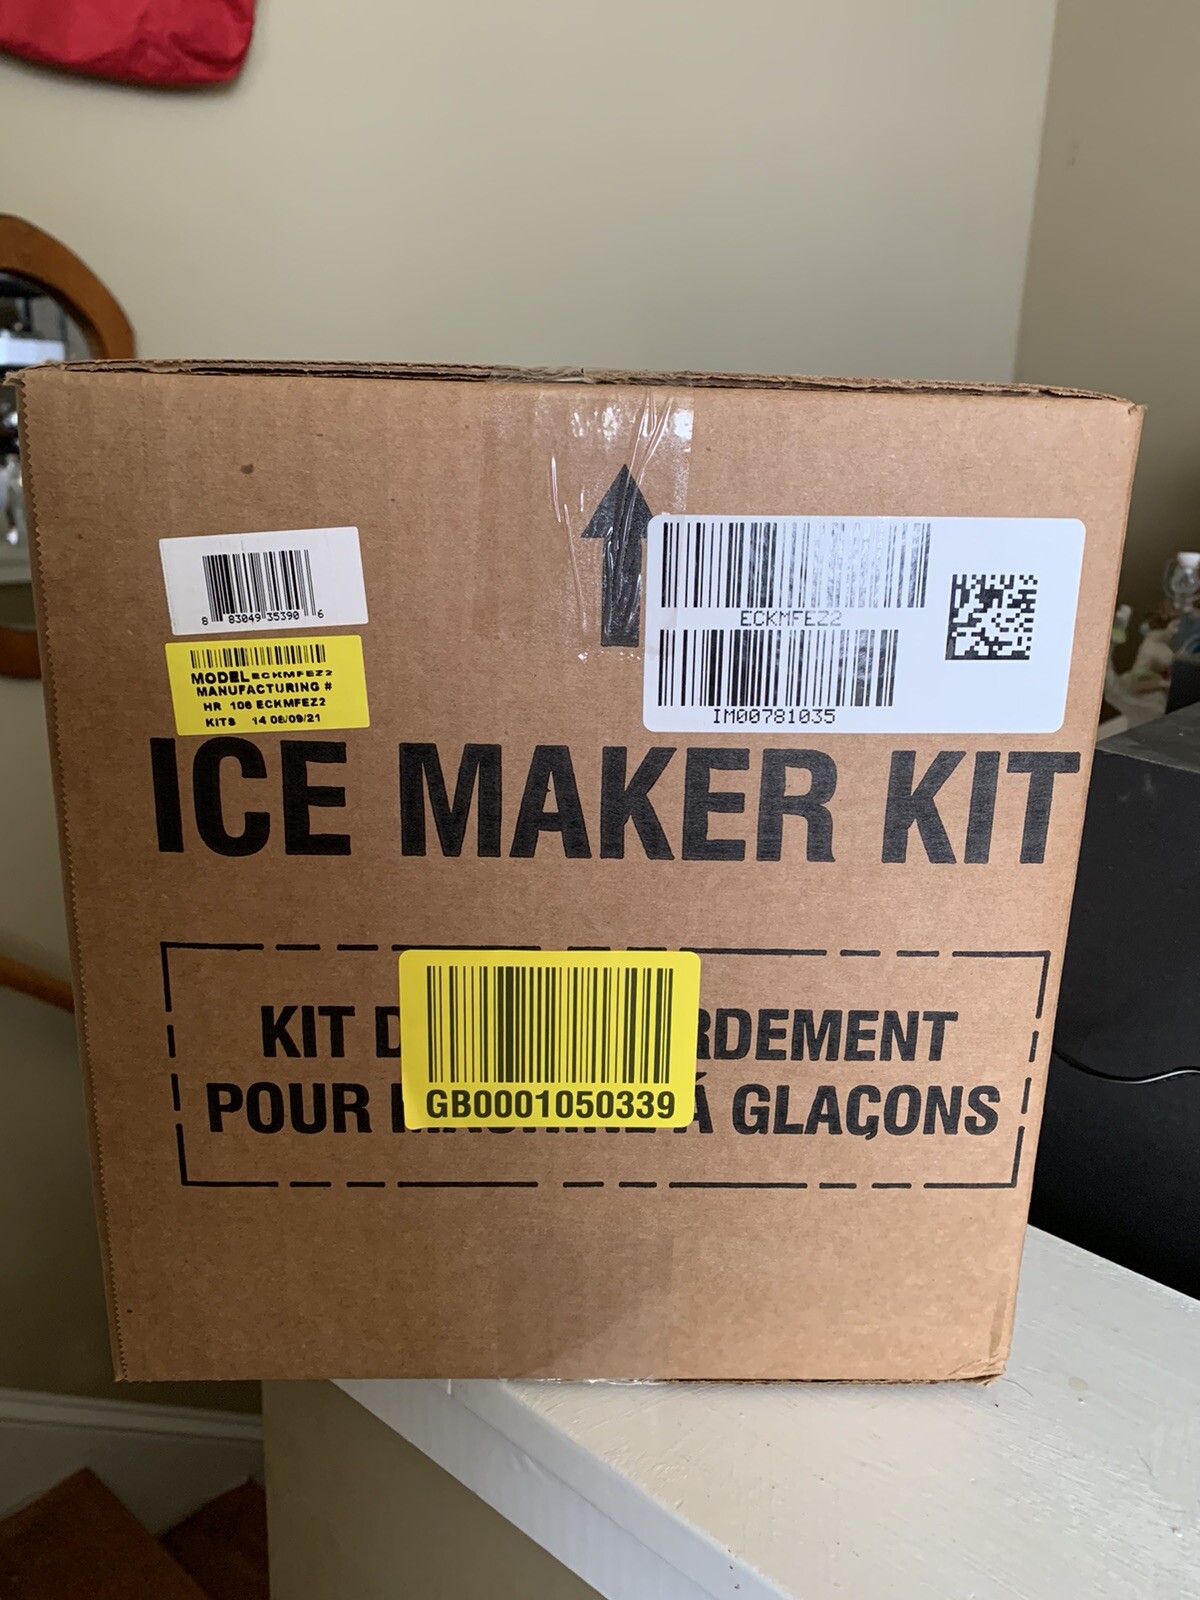 8 83049 35390 6
MODEL ECKMFEZ2
MANUFACTURING #
HR 106 ECKMFEZ2
KITS 14 06/09/21
ECKMFEZ2
IM00781035
ICE MAKER KIT
KIT D RDEMENT
POUR À GLAÇONS
GB0001050339